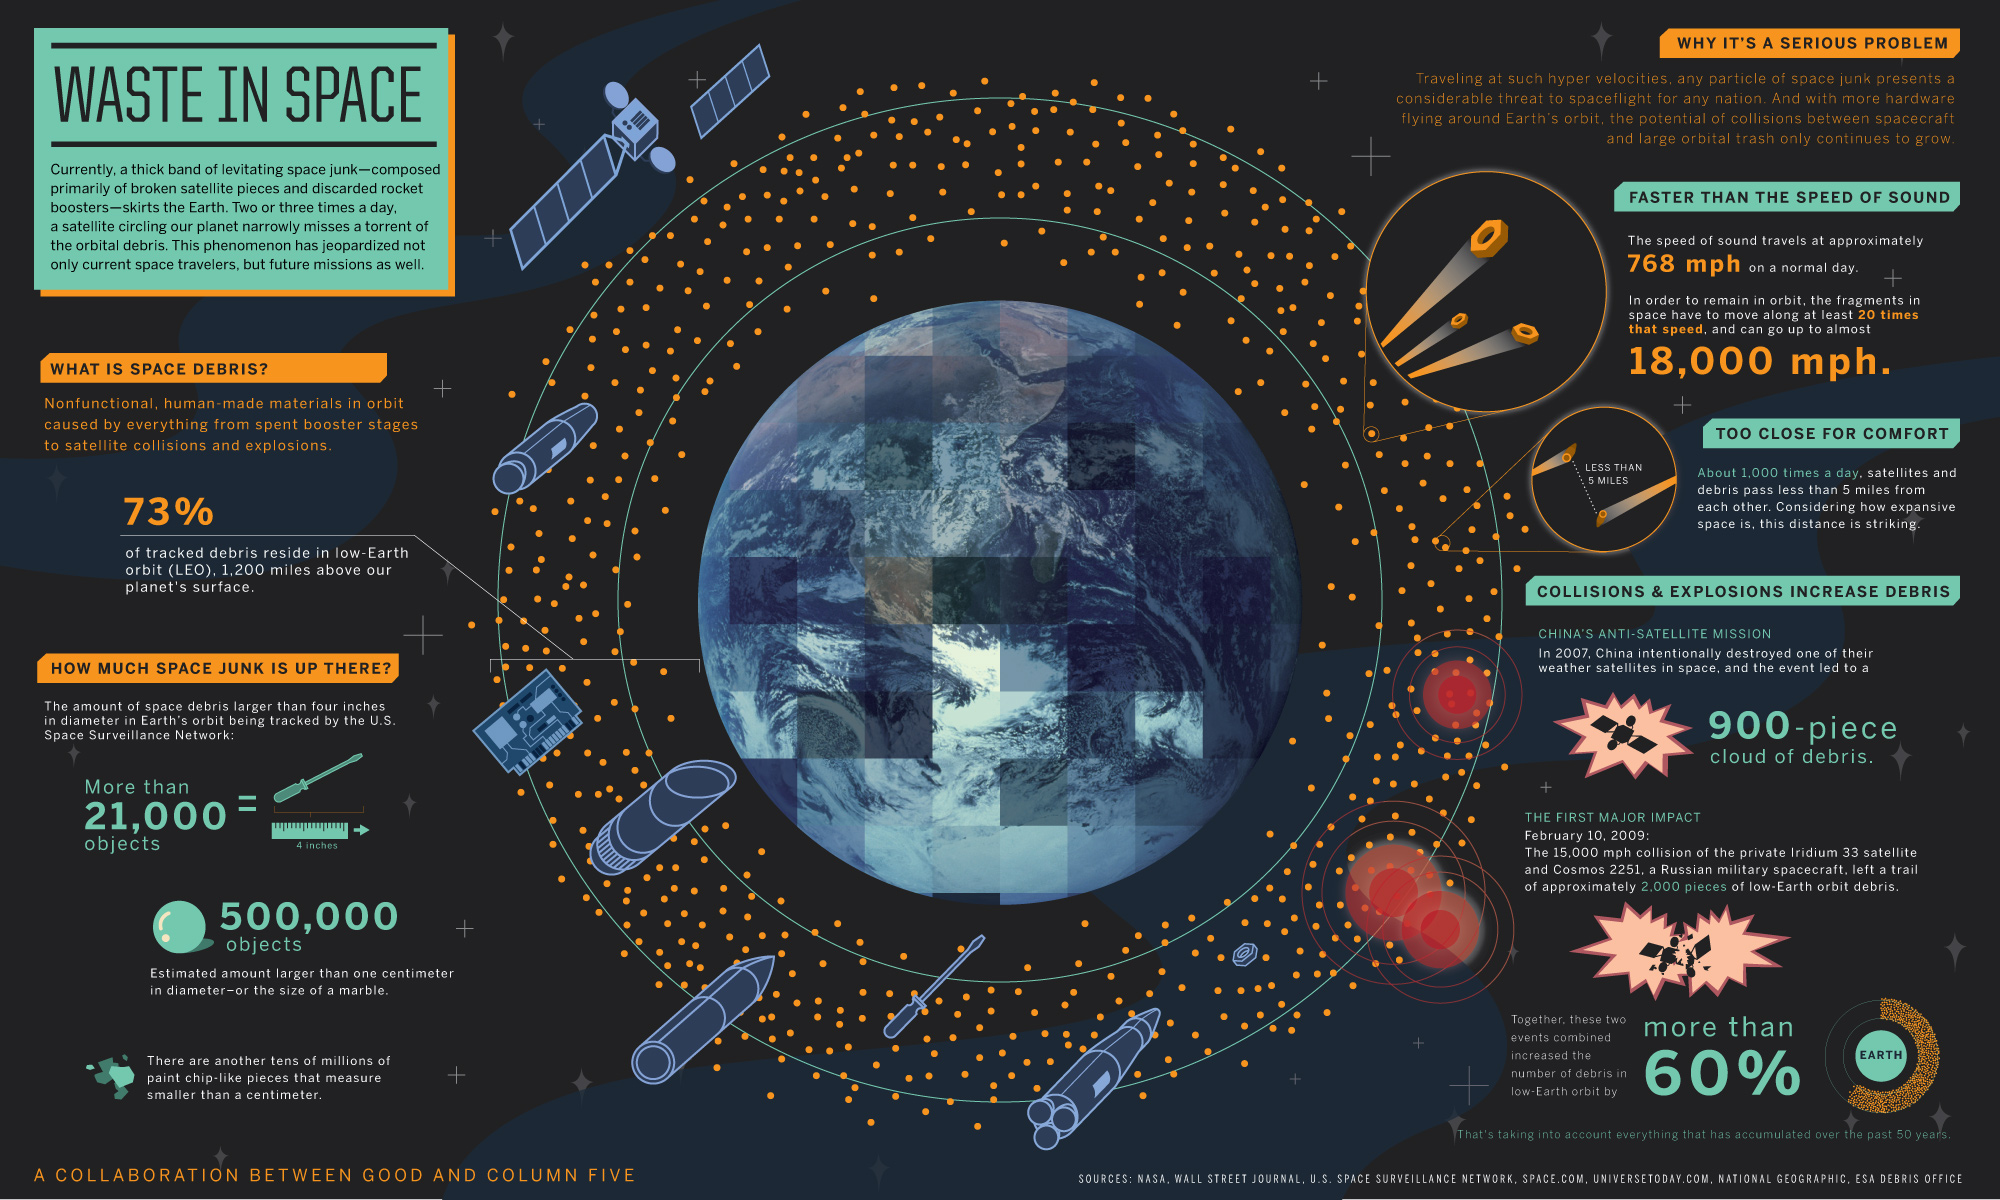 WASTE IN SPACE
Currently, a thick band of levitating space junk—composed
primarily of broken satellite pieces and discarded rocket
boosters—skirts the Earth. Two or three times a day,
a satellite circling our planet narrowly misses a torrent of
the orbital debris. This phenomenon has jeopardized not
only current space travelers, but future missions as well.
WHAT IS SPACE DEBRIS?
Nonfunctional, human-made materials in orbit
caused by everything from spent booster stages
to satellite collisions and explosions.
73%
of tracked debris reside in low-Earth
orbit (LEO), 1,200 miles above our
planet's surface.
HOW MUCH SPACE JUNK IS UP THERE?
The amount of space debris larger than four inches
in diameter in Earth's orbit being tracked by the U.S.
Space Surveillance Network:
More than
21,000
objects
=
4 inches
500,000
objects
Estimated amount larger than one centimeter
in diameter–or the size of a marble.
There are another tens of millions of
paint chip-like pieces that measure
smaller than a centimeter.
WHY IT'S A SERIOUS PROBLEM
Traveling at such hyper velocities, any particle of space junk presents a
considerable threat to spaceflight for any nation. And with more hardware
flying around Earth's orbit, the potential of collisions between spacecraft
and large orbital trash only continues to grow.
FASTER THAN THE SPEED OF SOUND
The speed of sound travels at approximately
768 mph on a normal day.
In order to remain in orbit, the fragments in
space have to move along at least 20 times
that speed, and can go up to almost
18,000 mph.
TOO CLOSE FOR COMFORT
LESS THAN
5 MILES
About 1,000 times a day, satellites and
debris pass less than 5 miles from
each other. Considering how expansive
space is, this distance is striking.
COLLISIONS & EXPLOSIONS INCREASE DEBRIS
CHINA'S ANTI-SATELLITE MISSION
In 2007, China intentionally destroyed one of their
weather satellites in space, and the event led to a
900-piece
cloud of debris.
THE FIRST MAJOR IMPACT
February 10, 2009:
The 15,000 mph collision of the private Iridium 33 satellite
and Cosmos 2251, a Russian military spacecraft, left a trail
of approximately 2,000 pieces of low-Earth orbit debris.
Together, these two
events combined
increased the
number of debris in
low-Earth orbit by
more than
60%
EARTH
That's taking into account everything that has accumulated over the past 50 years.
A COLLABORATION BETWEEN GOOD AND COLUMN FIVE
SOURCES: NASA, WALL STREET JOURNAL, U.S. SPACE SURVEILLANCE NETWORK, SPACE.COM, UNIVERSETODAY.COM, NATIONAL GEOGRAPHIC, ESA DEBRIS OFFICE